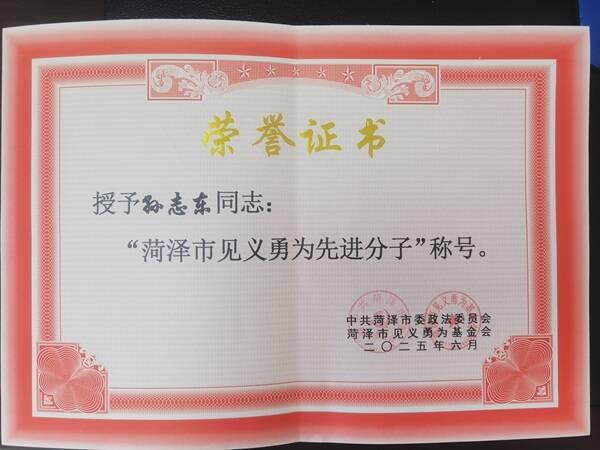 荣誉证书
授予孙志东同志：
“菏泽市见义勇为先进分子”称号。
中共菏泽市委政法委员会
菏泽市见义勇为基金会
二〇二五年六月